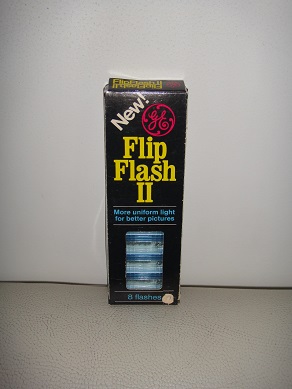 FlipFlash II
New!
GE
Flip
Flash
II
More uniform light
for better pictures
8 flashes